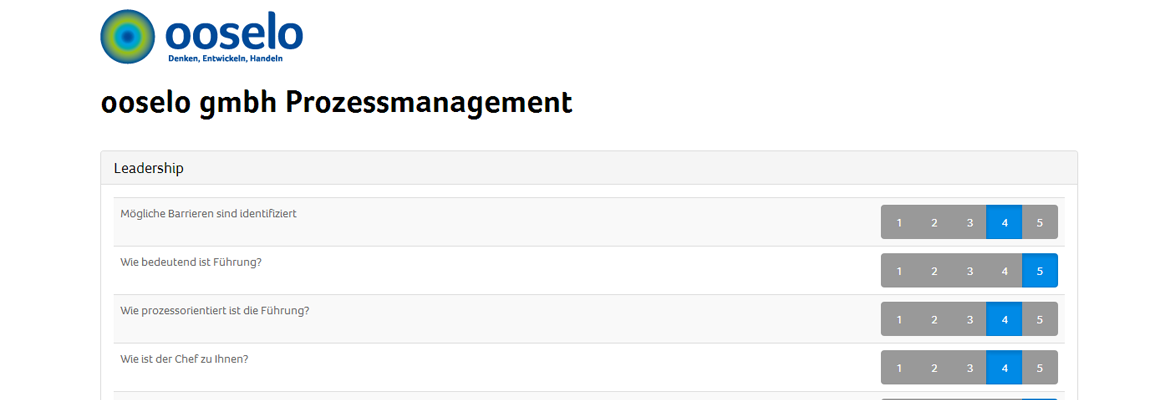 ooselo
Denken, Entwickeln, Handeln
ooselo gmbh Prozessmanagement
Leadership
Mögliche Barrieren sind identifiziert 1 2 3 4 5
Wie bedeutend ist Führung? 1 2 3 4 5
Wie prozessorientiert ist die Führung? 1 2 3 4 5
Wie ist der Chef zu Ihnen? 1 2 3 4 5